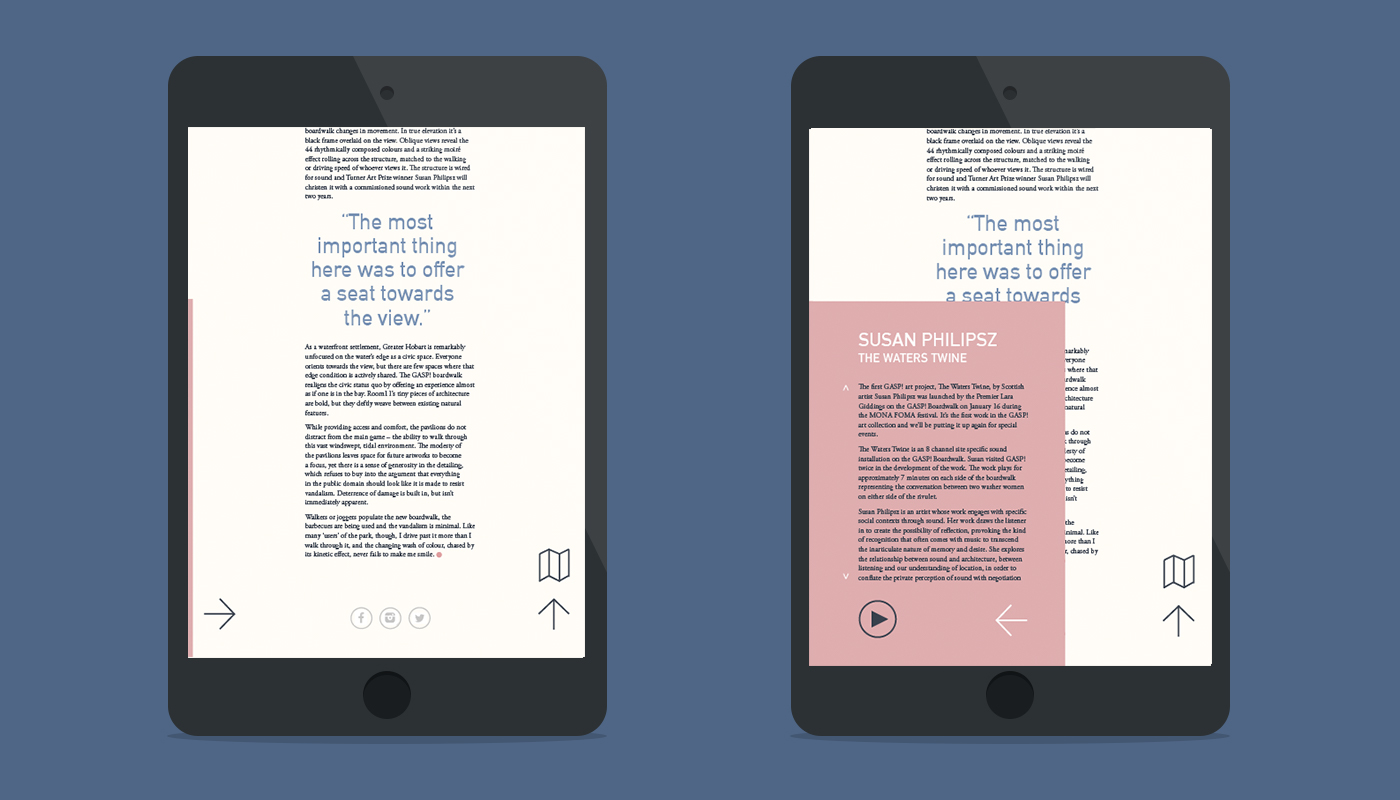 boardwalk changes in movement. In true elevation it's a
black frame overlaid on the view. Oblique views reveal the
44 rhythmically composed colours and a striking moiré
effect rolling across the structure, matched to the walking
or driving speed of whoever views it. The structure is wired
for sound and Turner Art Prize winner Susan Philipsz will
christen it with a commissioned sound work within the next
two years.
“The most
important thing
here was to offer
a seat towards
the view.”
As a waterfront settlement, Greater Hobart is remarkably
unfocused on the water's edge as a civic space. Everyone
orients towards the view, but there are few spaces where that
edge condition is actively shared. The GASP! boardwalk
realigns the civic status quo by offering an experience almost
as if one is in the bay. Room11's tiny pieces of architecture
are bold, but they deftly weave between existing natural
features.
While providing access and comfort, the pavilions do not
distract from the main game – the ability to walk through
this vast windswept, tidal environment. The modesty of
the pavilions leaves space for future artworks to become
a focus, yet there is a sense of generosity in the detailing,
which refuses to buy into the argument that everything
in the public domain should look like it is made to resist
vandalism. Deterrence of damage is built in, but isn't
immediately apparent.
Walkers or joggers populate the new boardwalk, the
barbecues are being used and the vandalism is minimal. Like
many 'users' of the park, though, I drive past it more than I
walk through it, and the changing wash of colour, chased by
its kinetic effect, never fails to make me smile.
boardwalk changes in movement. In true elevation it's a
black frame overlaid on the view. Oblique views reveal the
44 rhythmically composed colours and a striking moiré
effect rolling across the structure, matched to the walking
or driving speed of whoever views it. The structure is wired
for sound and Turner Art Prize winner Susan Philipsz will
christen it with a commissioned sound work within the next
two years.
“The most
important thing
here was to offer
a seat towards
SUSAN PHILIPSZ
THE WATERS TWINE
The first GASP! art project, The Waters Twine, by Scottish
artist Susan Philipsz was launched by the Premier Lara
Giddings on the GASP! Boardwalk on January 16 during
the MONA FOMA festival. It's the first work in the GASP!
art collection and we'll be putting it up again for special
events.
The Waters Twine is an 8 channel site specific sound
installation on the GASP! Boardwalk. Susan visited GASP!
twice in the development of the work. The work plays for
approximately 7 minutes on each side of the boardwalk
representing the conversation between two washer women
on either side of the rivulet.
Susan Philipsz is an artist whose work engages with specific
social contexts through sound. Her work draws the listener
in to create the possibility of reflection, provoking the kind
of recognition that often comes with music to transcend
the inarticulate nature of memory and desire. She explores
the relationship between sound and architecture, between
listening and our understanding of location, in order to
conflate the private perception of sound with negotiation
markably
veryone
where that
rdwalk
ence almost
chitecture
natural
s do not
through
esty of
ecome
etailing,
ything
to resist
isn't
the
nimal. Like
ore than I
r, chased by